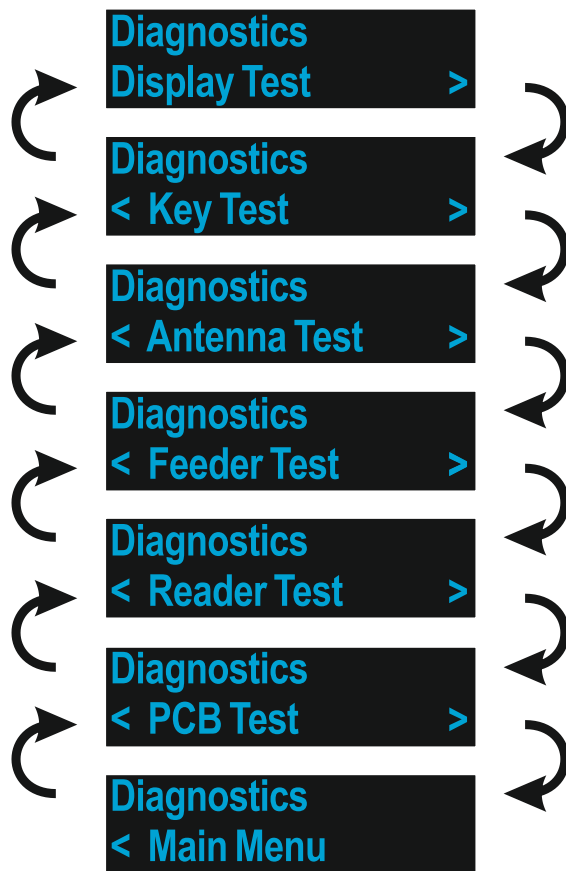 Diagnostics
Display Test >
Diagnostics
< Key Test >
Diagnostics
< Antenna Test >
Diagnostics
< Feeder Test >
Diagnostics
< Reader Test >
Diagnostics
< PCB Test >
Diagnostics
< Main Menu